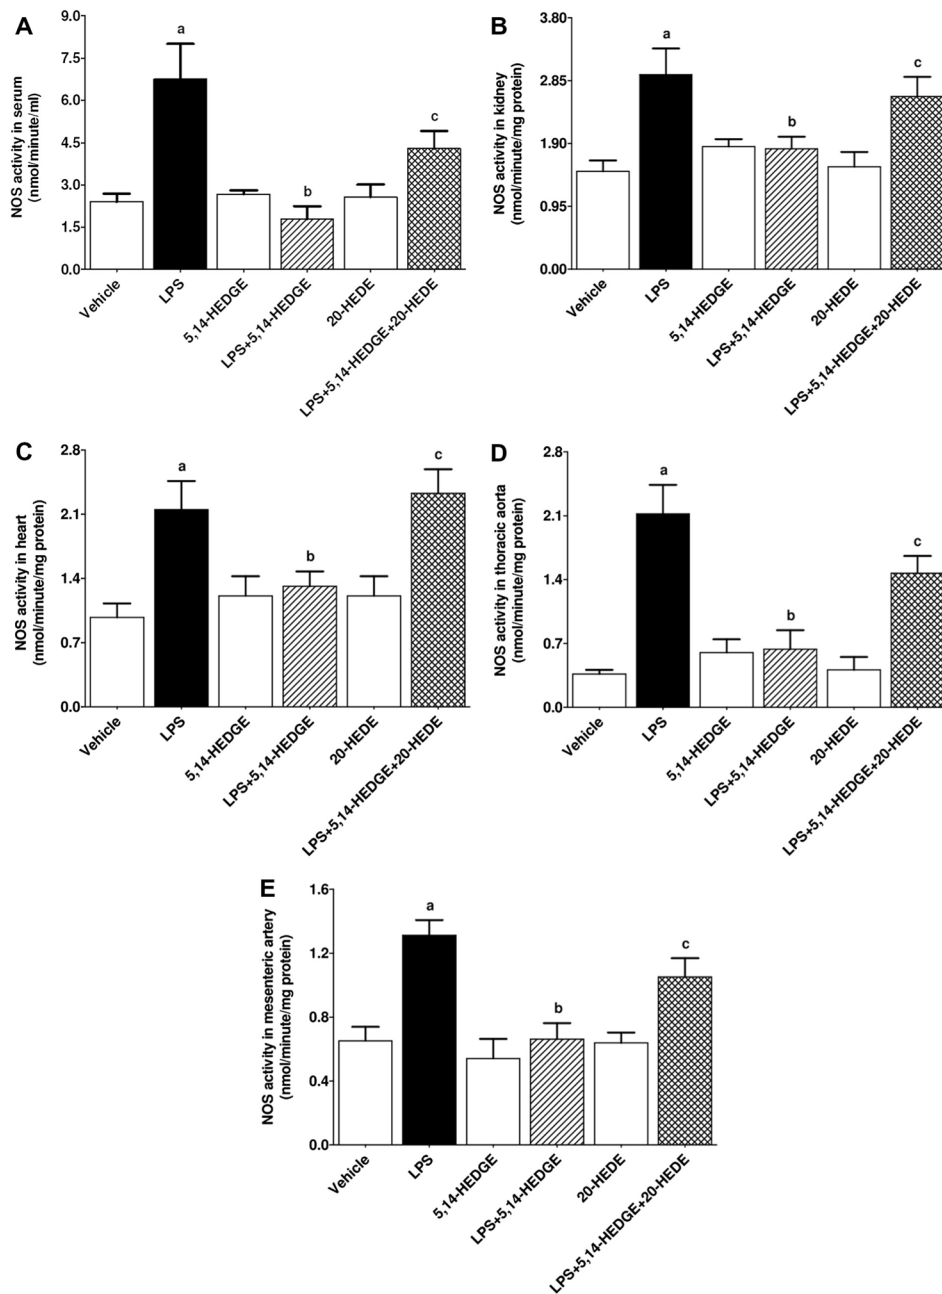 A
NOS activity in serum
(nmol/minute/ml)
9.0
7.5
6.0
4.5
3.0
1.5
0.0
a
b
c
Vehicle
LPS
5,14-HEDGE
LPS+5,14-HEDGE
20-HEDE
LPS+5,14-HEDGE+20-HEDE
B
NOS activity in kidney
(nmol/minute/mg protein)
3.80
2.85
1.90
0.95
0.00
a
b
c
Vehicle
LPS
5,14-HEDGE
LPS+5,14-HEDGE
20-HEDE
LPS+5,14-HEDGE+20-HEDE
C
NOS activity in heart
(nmol/minute/mg protein)
2.8
2.1
1.4
0.7
0.0
a
b
c
Vehicle
LPS
5,14-HEDGE
LPS+5,14-HEDGE
20-HEDE
LPS+5,14-HEDGE+20-HEDE
D
NOS activity in thoracic aorta
(nmol/minute/mg protein)
2.8
2.1
1.4
0.7
0.0
a
b
c
Vehicle
LPS
5,14-HEDGE
LPS+5,14-HEDGE
20-HEDE
LPS+5,14-HEDGE+20-HEDE
E
NOS activity in mesenteric artery
(nmol/minute/mg protein)
1.6
1.2
0.8
0.4
0.0
a
b
c
Vehicle
LPS
5,14-HEDGE
LPS+5,14-HEDGE
20-HEDE
LPS+5,14-HEDGE+20-HEDE